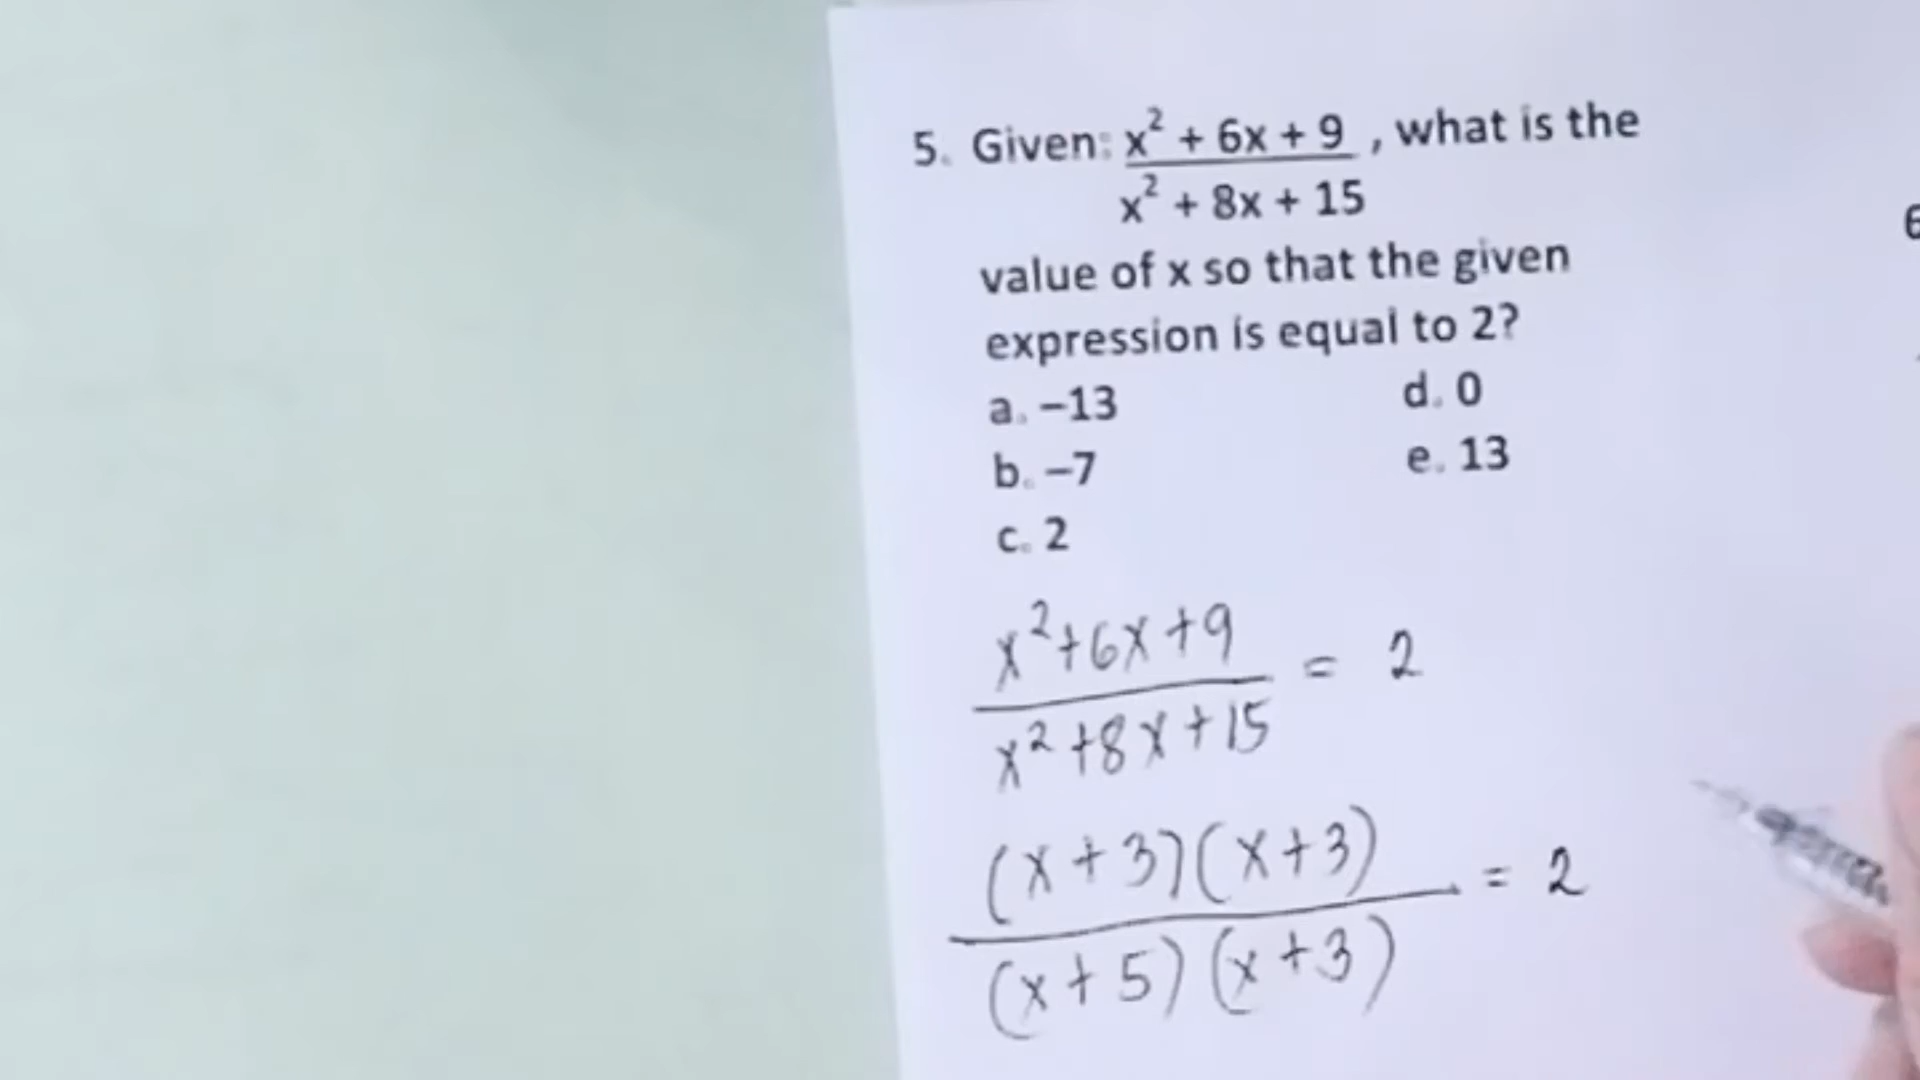 5. Given: x² + 6x + 9 , what is the
x² + 8x + 15
value of x so that the given
expression is equal to 2?
a. –13
d. 0
b. –7
e. 13
c. 2
x²+6x+9 = 2
x²+8x+15
(x+3)(x+3) = 2
(x+5)(x+3)